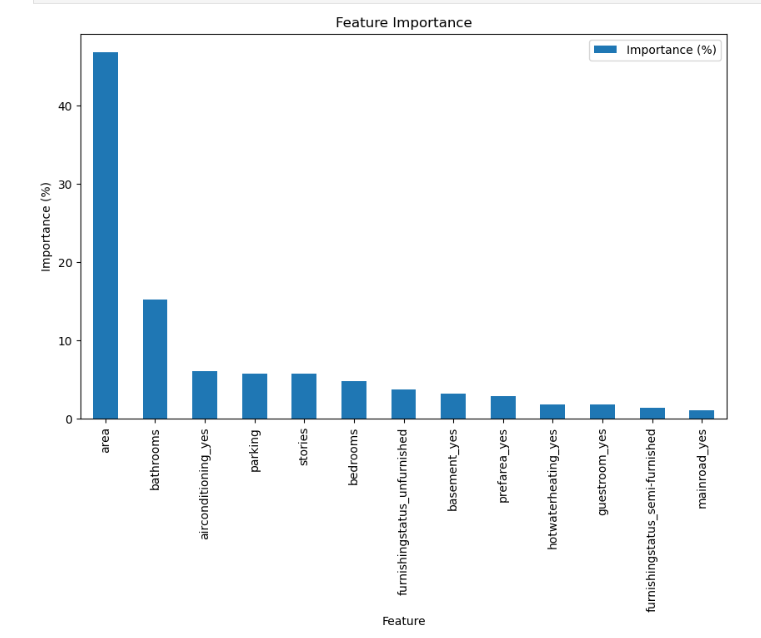 Feature Importance
Importance (%)
Importance (%)
40
30
20
10
0
area
bathrooms
airconditioning_yes
parking
stories
bedrooms
furnishingstatus_unfurnished
basement_yes
prefarea_yes
hotwaterheating_yes
guestroom_yes
furnishingstatus_semi-furnished
mainroad_yes
Feature